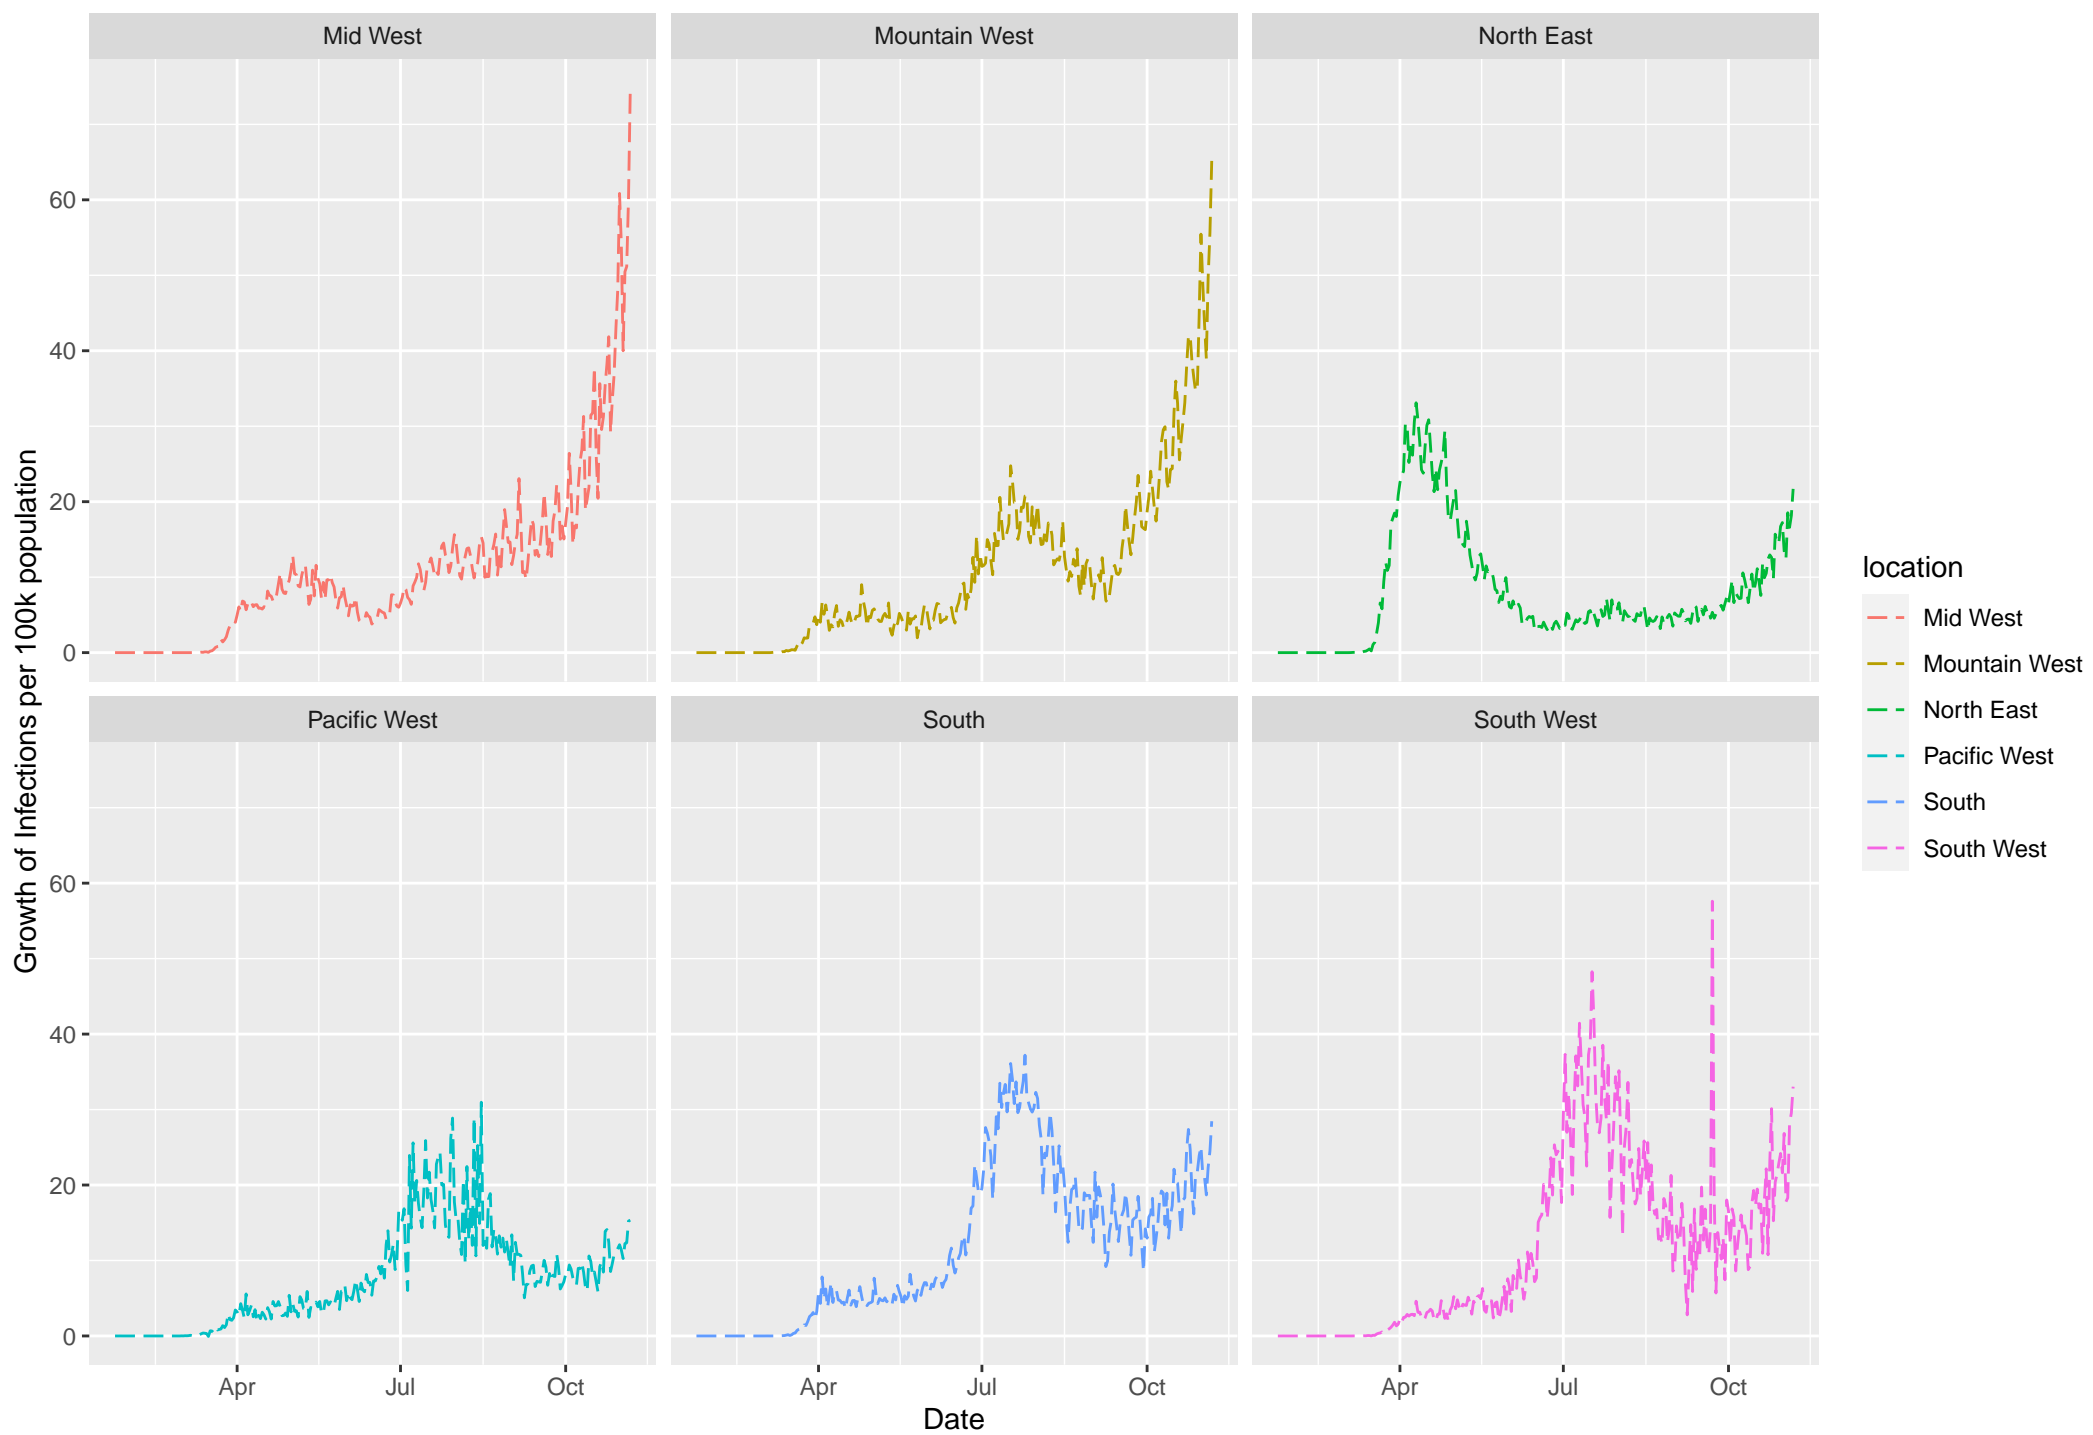 Mid West
Mountain West
North East
60
40
20
0
Pacific West
South
South West
60
40
20
0
Apr
Jul
Oct
Apr
Jul
Oct
Apr
Jul
Oct
Date
Growth of Infections per 100k population
location
Mid West
Mountain West
North East
Pacific West
South
South West